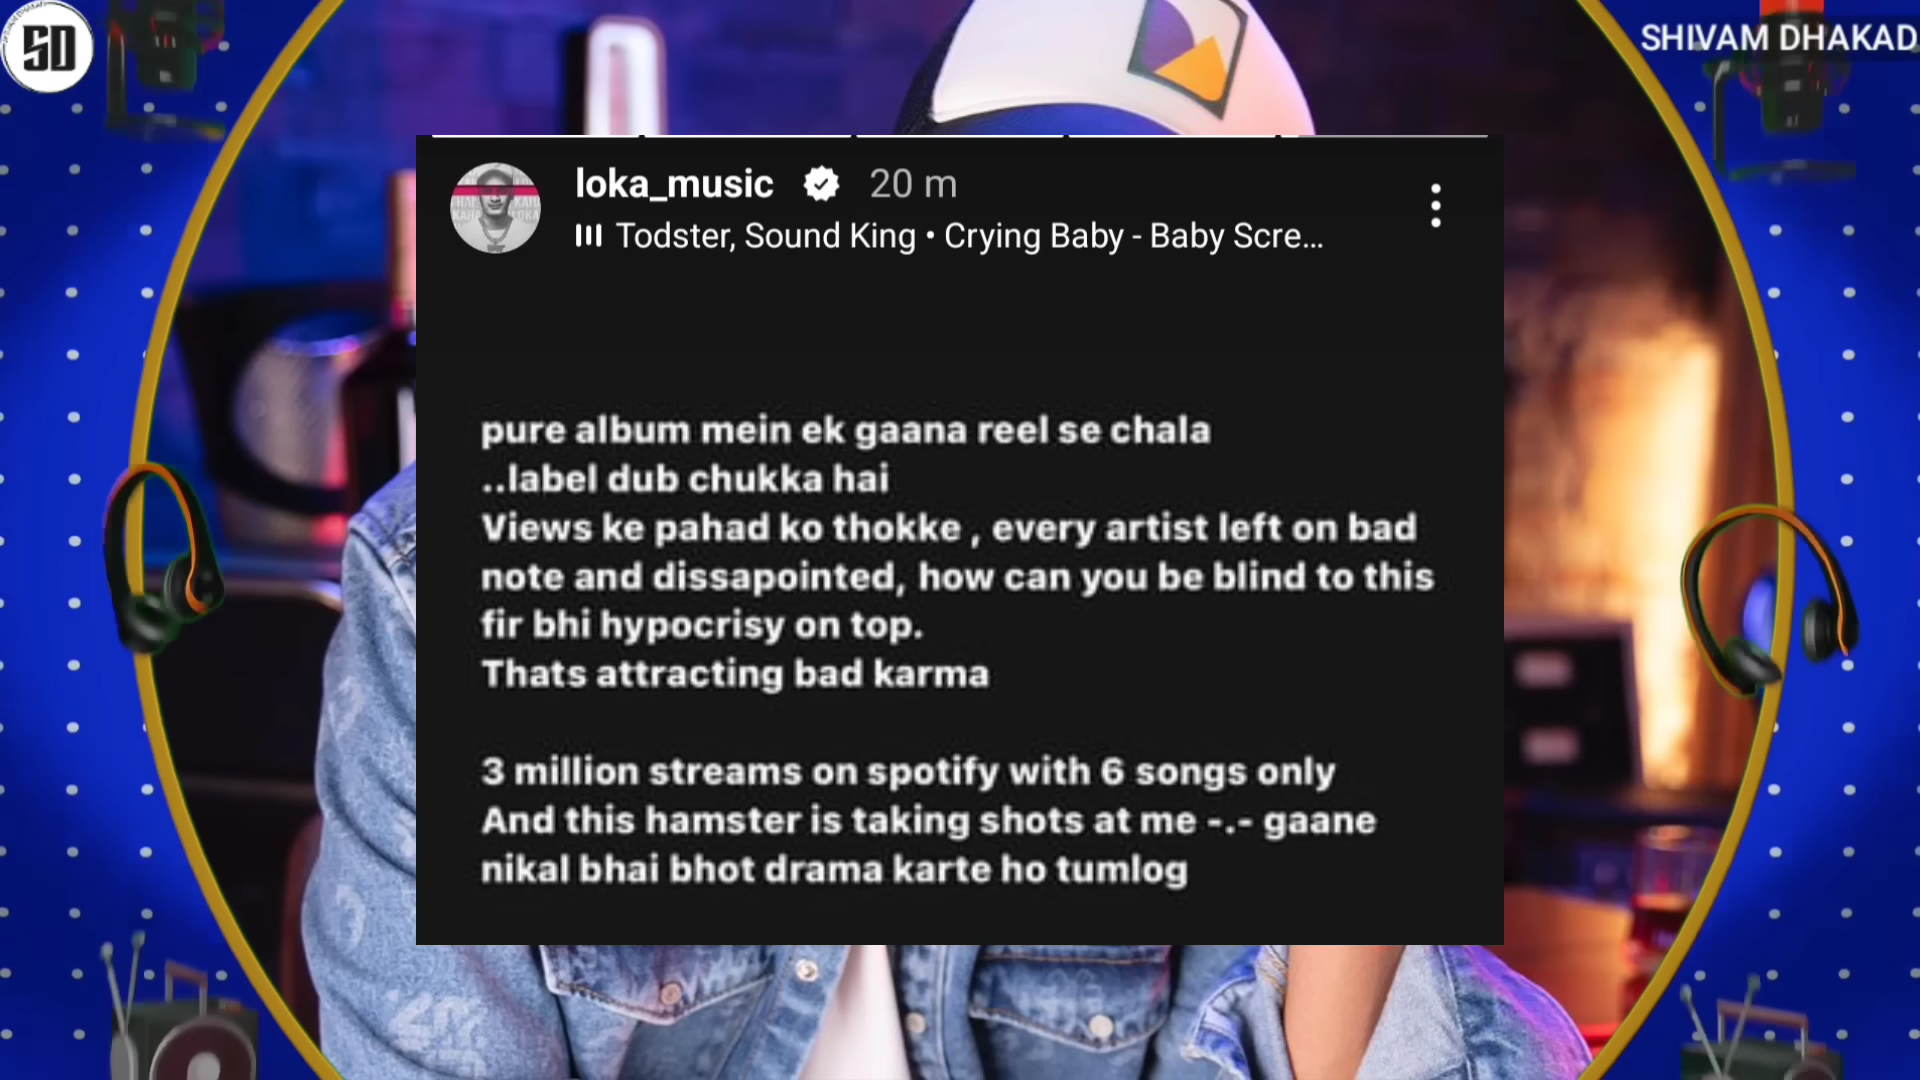 SD
SHIVAM DHAKAD
loka_music 20 m
Todster, Sound King • Crying Baby - Baby Scre...
pure album mein ek gaana reel se chala
..label dub chukka hai
Views ke pahad ko thokke , every artist left on bad
note and dissapointed, how can you be blind to this
fir bhi hypocrisy on top.
Thats attracting bad karma
3 million streams on spotify with 6 songs only
And this hamster is taking shots at me -.- gaane
nikal bhai bhot drama karte ho tumlog